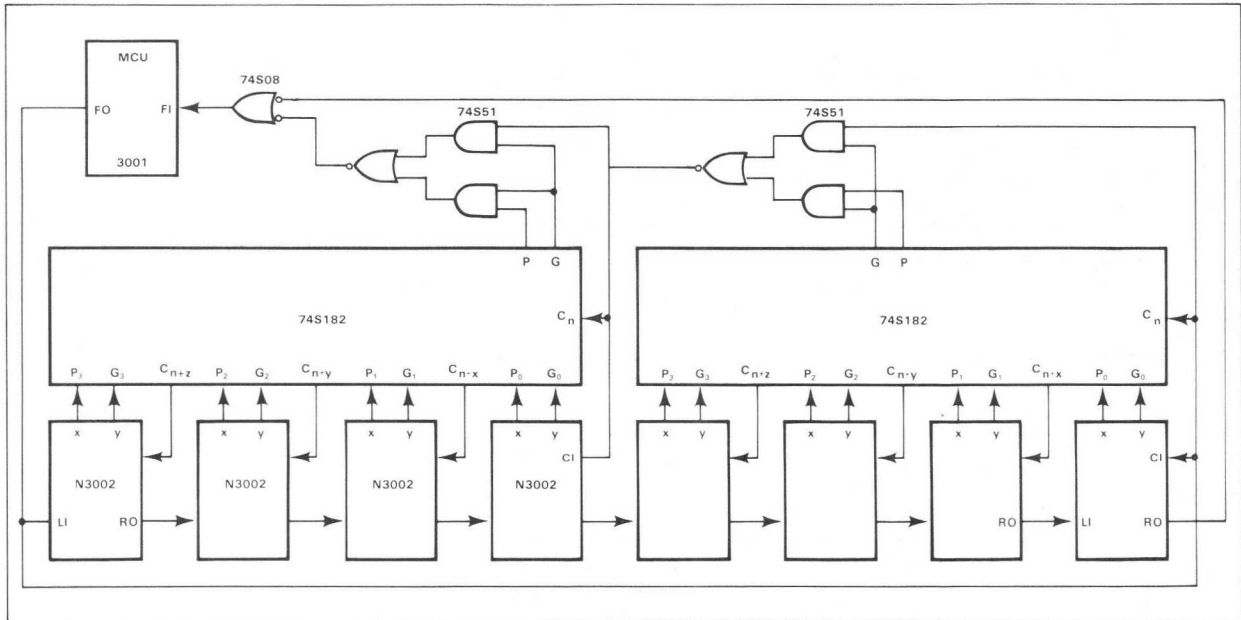 MCU
FO FI
3001
74S08
74S51
74S51
P G
G P
74S182
C n
74S182
C n
P3 G3 Cn+z P2 G2 Cn+y P1 G1 Cn+x P0 G0
P3 G3 Cn+z P2 G2 Cn+y P1 G1 Cn+x P0 G0
x y x y x y x y
x y x y x y x y
CI
CI
N3002 N3002 N3002 N3002
LI RO
RO LI RO